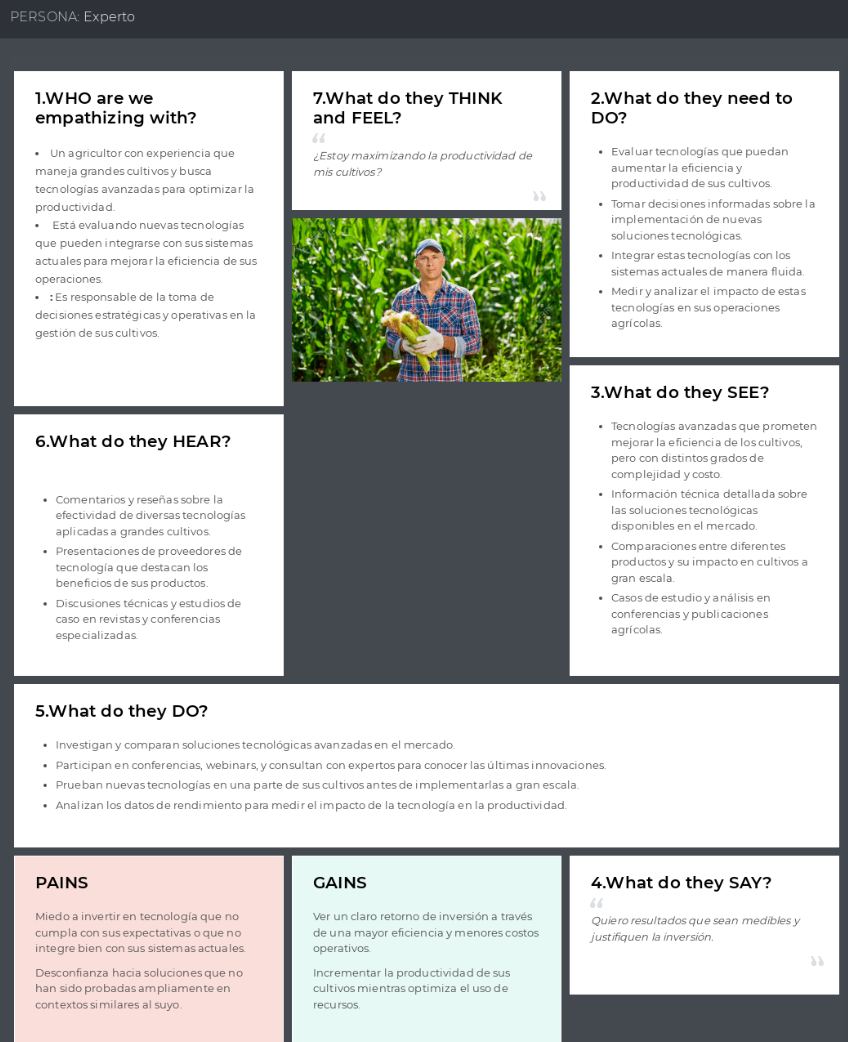 PERSONA: Experto
1.WHO are we
empathizing with?
• Un agricultor con experiencia que
maneja grandes cultivos y busca
tecnologías avanzadas para optimizar la
productividad.
• Está evaluando nuevas tecnologías
que pueden integrarse con sus sistemas
actuales para mejorar la eficiencia de sus
operaciones.
• : Es responsable de la toma de
decisiones estratégicas y operativas en la
gestión de sus cultivos.
7.What do they THINK
and FEEL?
“
¿Estoy maximizando la productividad de
mis cultivos?
”
2.What do they need to
DO?
• Evaluar tecnologías que puedan
aumentar la eficiencia y
productividad de sus cultivos.
• Tomar decisiones informadas sobre la
implementación de nuevas
soluciones tecnológicas.
• Integrar estas tecnologías con los
sistemas actuales de manera fluida.
• Medir y analizar el impacto de estas
tecnologías en sus operaciones
agrícolas.
3.What do they SEE?
• Tecnologías avanzadas que prometen
mejorar la eficiencia de los cultivos,
pero con distintos grados de
complejidad y costo.
• Información técnica detallada sobre
las soluciones tecnológicas
disponibles en el mercado.
• Comparaciones entre diferentes
productos y su impacto en cultivos a
gran escala.
• Casos de estudio y análisis en
conferencias y publicaciones
agrícolas.
6.What do they HEAR?
• Comentarios y reseñas sobre la
efectividad de diversas tecnologías
aplicadas a grandes cultivos.
• Presentaciones de proveedores de
tecnología que destacan los
beneficios de sus productos.
• Discusiones técnicas y estudios de
caso en revistas y conferencias
especializadas.
5.What do they DO?
• Investigan y comparan soluciones tecnológicas avanzadas en el mercado.
• Participan en conferencias, webinars, y consultan con expertos para conocer las últimas innovaciones.
• Prueban nuevas tecnologías en una parte de sus cultivos antes de implementarlas a gran escala.
• Analizan los datos de rendimiento para medir el impacto de la tecnología en la productividad.
PAINS
Miedo a invertir en tecnología que no
cumpla con sus expectativas o que no
integre bien con sus sistemas actuales.
Desconfianza hacia soluciones que no
han sido probadas ampliamente en
contextos similares al suyo.
GAINS
Ver un claro retorno de inversión a través
de una mayor eficiencia y menores costos
operativos.
Incrementar la productividad de sus
cultivos mientras optimiza el uso de
recursos.
4.What do they SAY?
“
Quiero resultados que sean medibles y
justifiquen la inversión.
”